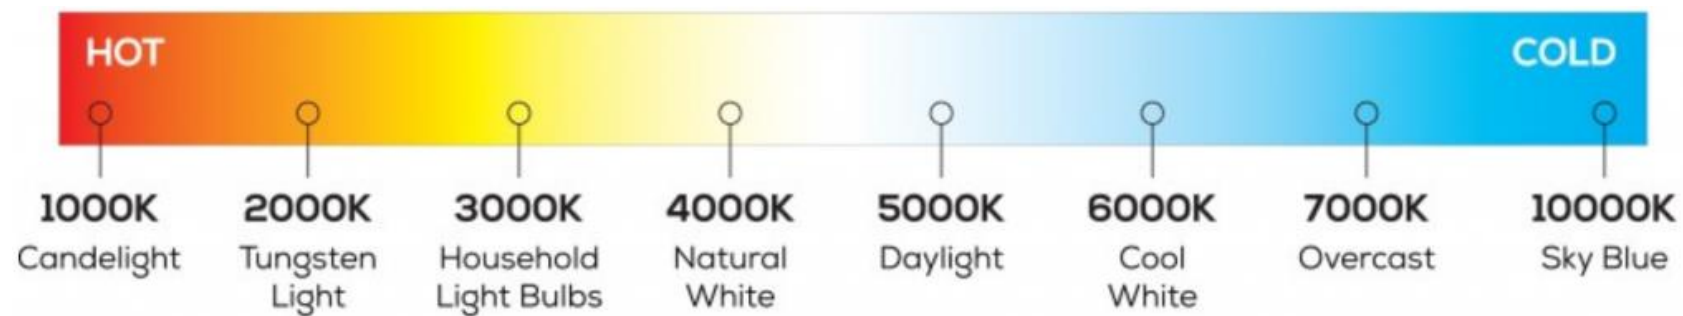 HOT
COLD
1000K
2000K
3000K
4000K
5000K
6000K
7000K
10000K
Candelight
Tungsten
Light
Household
Light Bulbs
Natural
White
Daylight
Cool
White
Overcast
Sky Blue